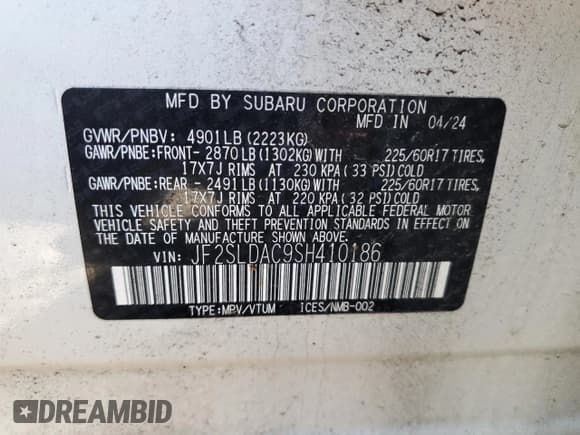 MFD BY SUBARU CORPORATION
MFD IN 04/24
GVWR/PNBV: 4901LB(2223KG)
GAWR/PNBE:FRONT- 2870LB(1302KG)WITH 225/60R17 TIRES,
17X7J RIMS AT 230 KPA(33 PSI)COLD
GAWR/PNBE:REAR - 2491LB(1130KG)WITH 225/60R17 TIRES,
17X7J RIMS AT 220 KPA(32 PSI)COLD
THIS VEHICLE CONFORMS TO ALL APPLICABLE FEDERAL MOTOR
VEHICLE SAFETY AND THEFT PREVENTION STANDARDS IN EFFECT
ON THE DATE OF MANUFACTURE SHOWN ABOVE.
VIN: JF2SLDAC9SH410186
TYPE:MPV/VTUM ICES/NMB-002
DREAMBID